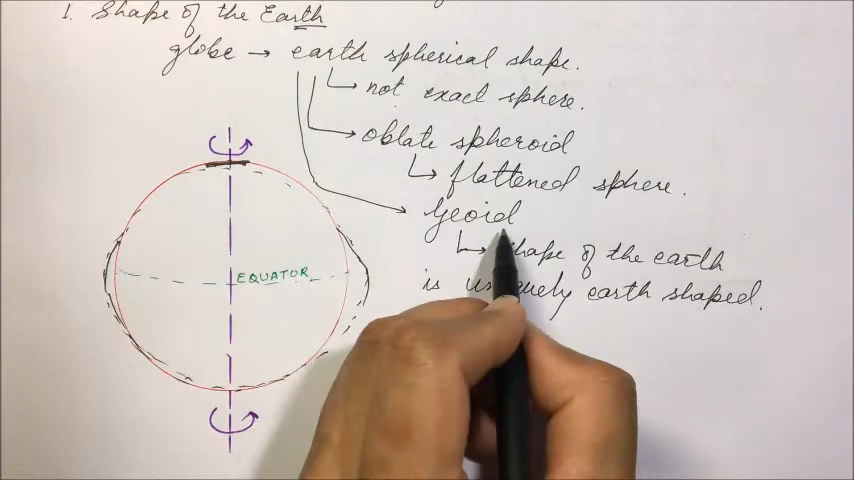 1. Shape of the Earth
globe → earth spherical shape.
not exact sphere.
oblate spheroid
flattened sphere.
Geoid
shape of the earth
is uniquely earth shaped.
EQUATOR